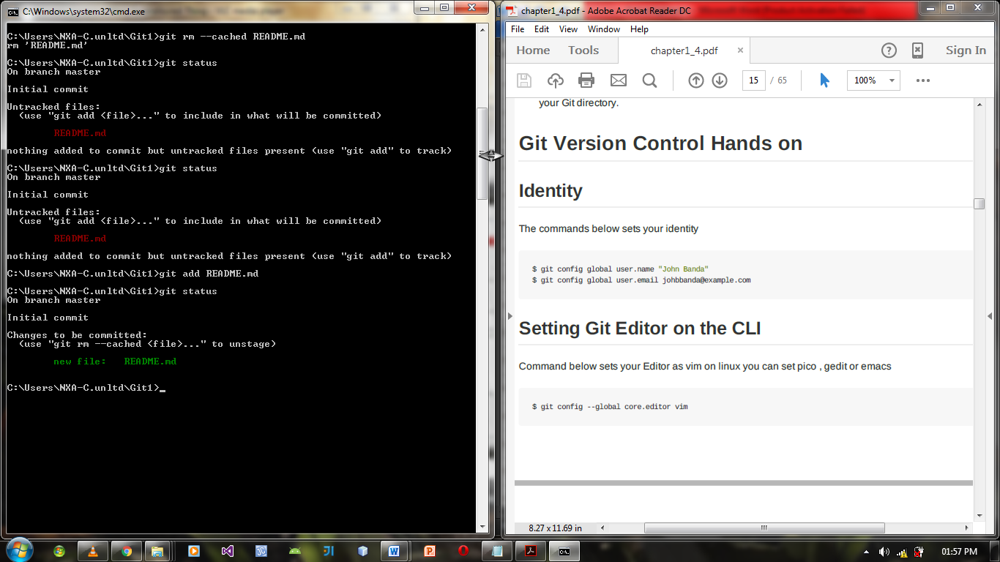 C:\Windows\system32\cmd.exe
C:\Users\NXA-C.unltd\Git1>git rm --cached README.md
rm 'README.md'
C:\Users\NXA-C.unltd\Git1>git status
On branch master
Initial commit
Untracked files:
(use "git add <file>..." to include in what will be committed)
README.md
nothing added to commit but untracked files present (use "git add" to track)
C:\Users\NXA-C.unltd\Git1>git status
On branch master
Initial commit
Untracked files:
(use "git add <file>..." to include in what will be committed)
README.md
nothing added to commit but untracked files present (use "git add" to track)
C:\Users\NXA-C.unltd\Git1>git add README.md
C:\Users\NXA-C.unltd\Git1>git status
On branch master
Initial commit
Changes to be committed:
(use "git rm --cached <file>..." to unstage)
new file: README.md
C:\Users\NXA-C.unltd\Git1>
chapter1_4.pdf - Adobe Acrobat Reader DC
File Edit View Window Help
Home Tools chapter1_4.pdf × Sign In
15 / 65 100%
your Git directory.
Git Version Control Hands on
Identity
The commands below sets your identity
$ git config global user.name "John Banda"
$ git config global user.email johbbanda@example.com
Setting Git Editor on the CLI
Command below sets your Editor as vim on linux you can set pico , gedit or emacs
$ git config --global core.editor vim
8.27 x 11.69 in
01:57 PM